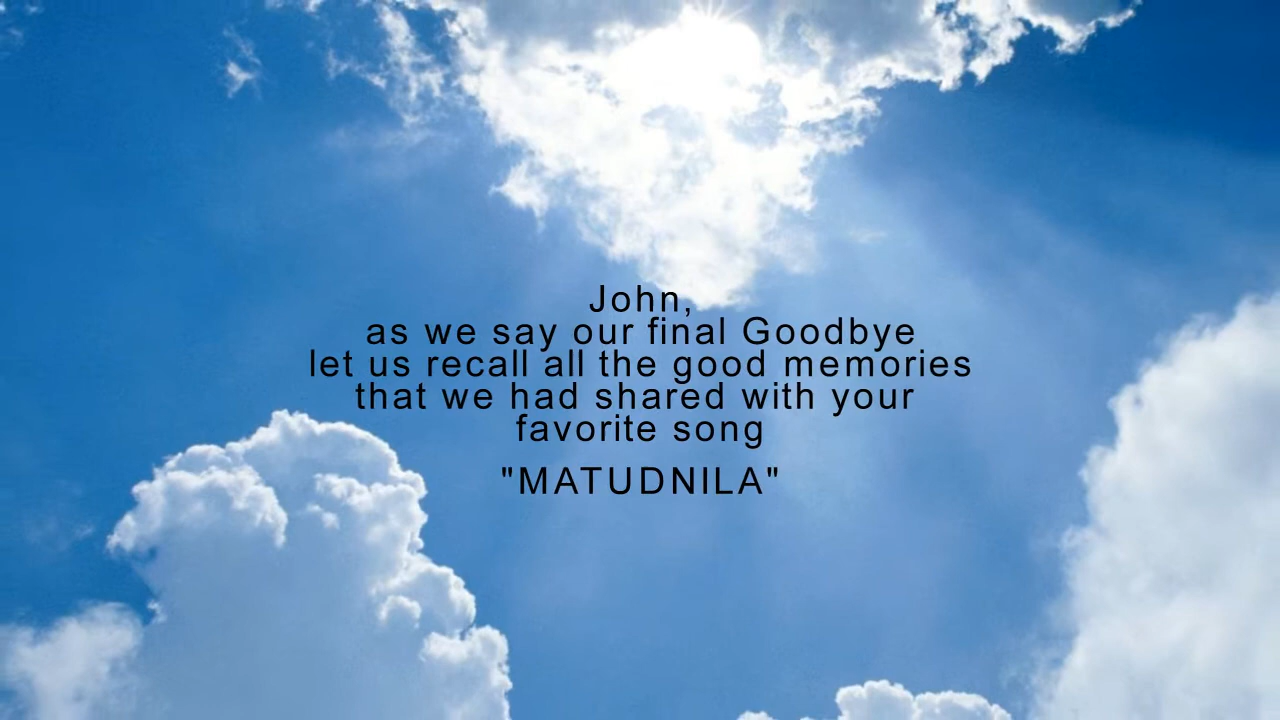 John,
as we say our final Goodbye
let us recall all the good memories
that we had shared with your
favorite song
"MATUDNILA"